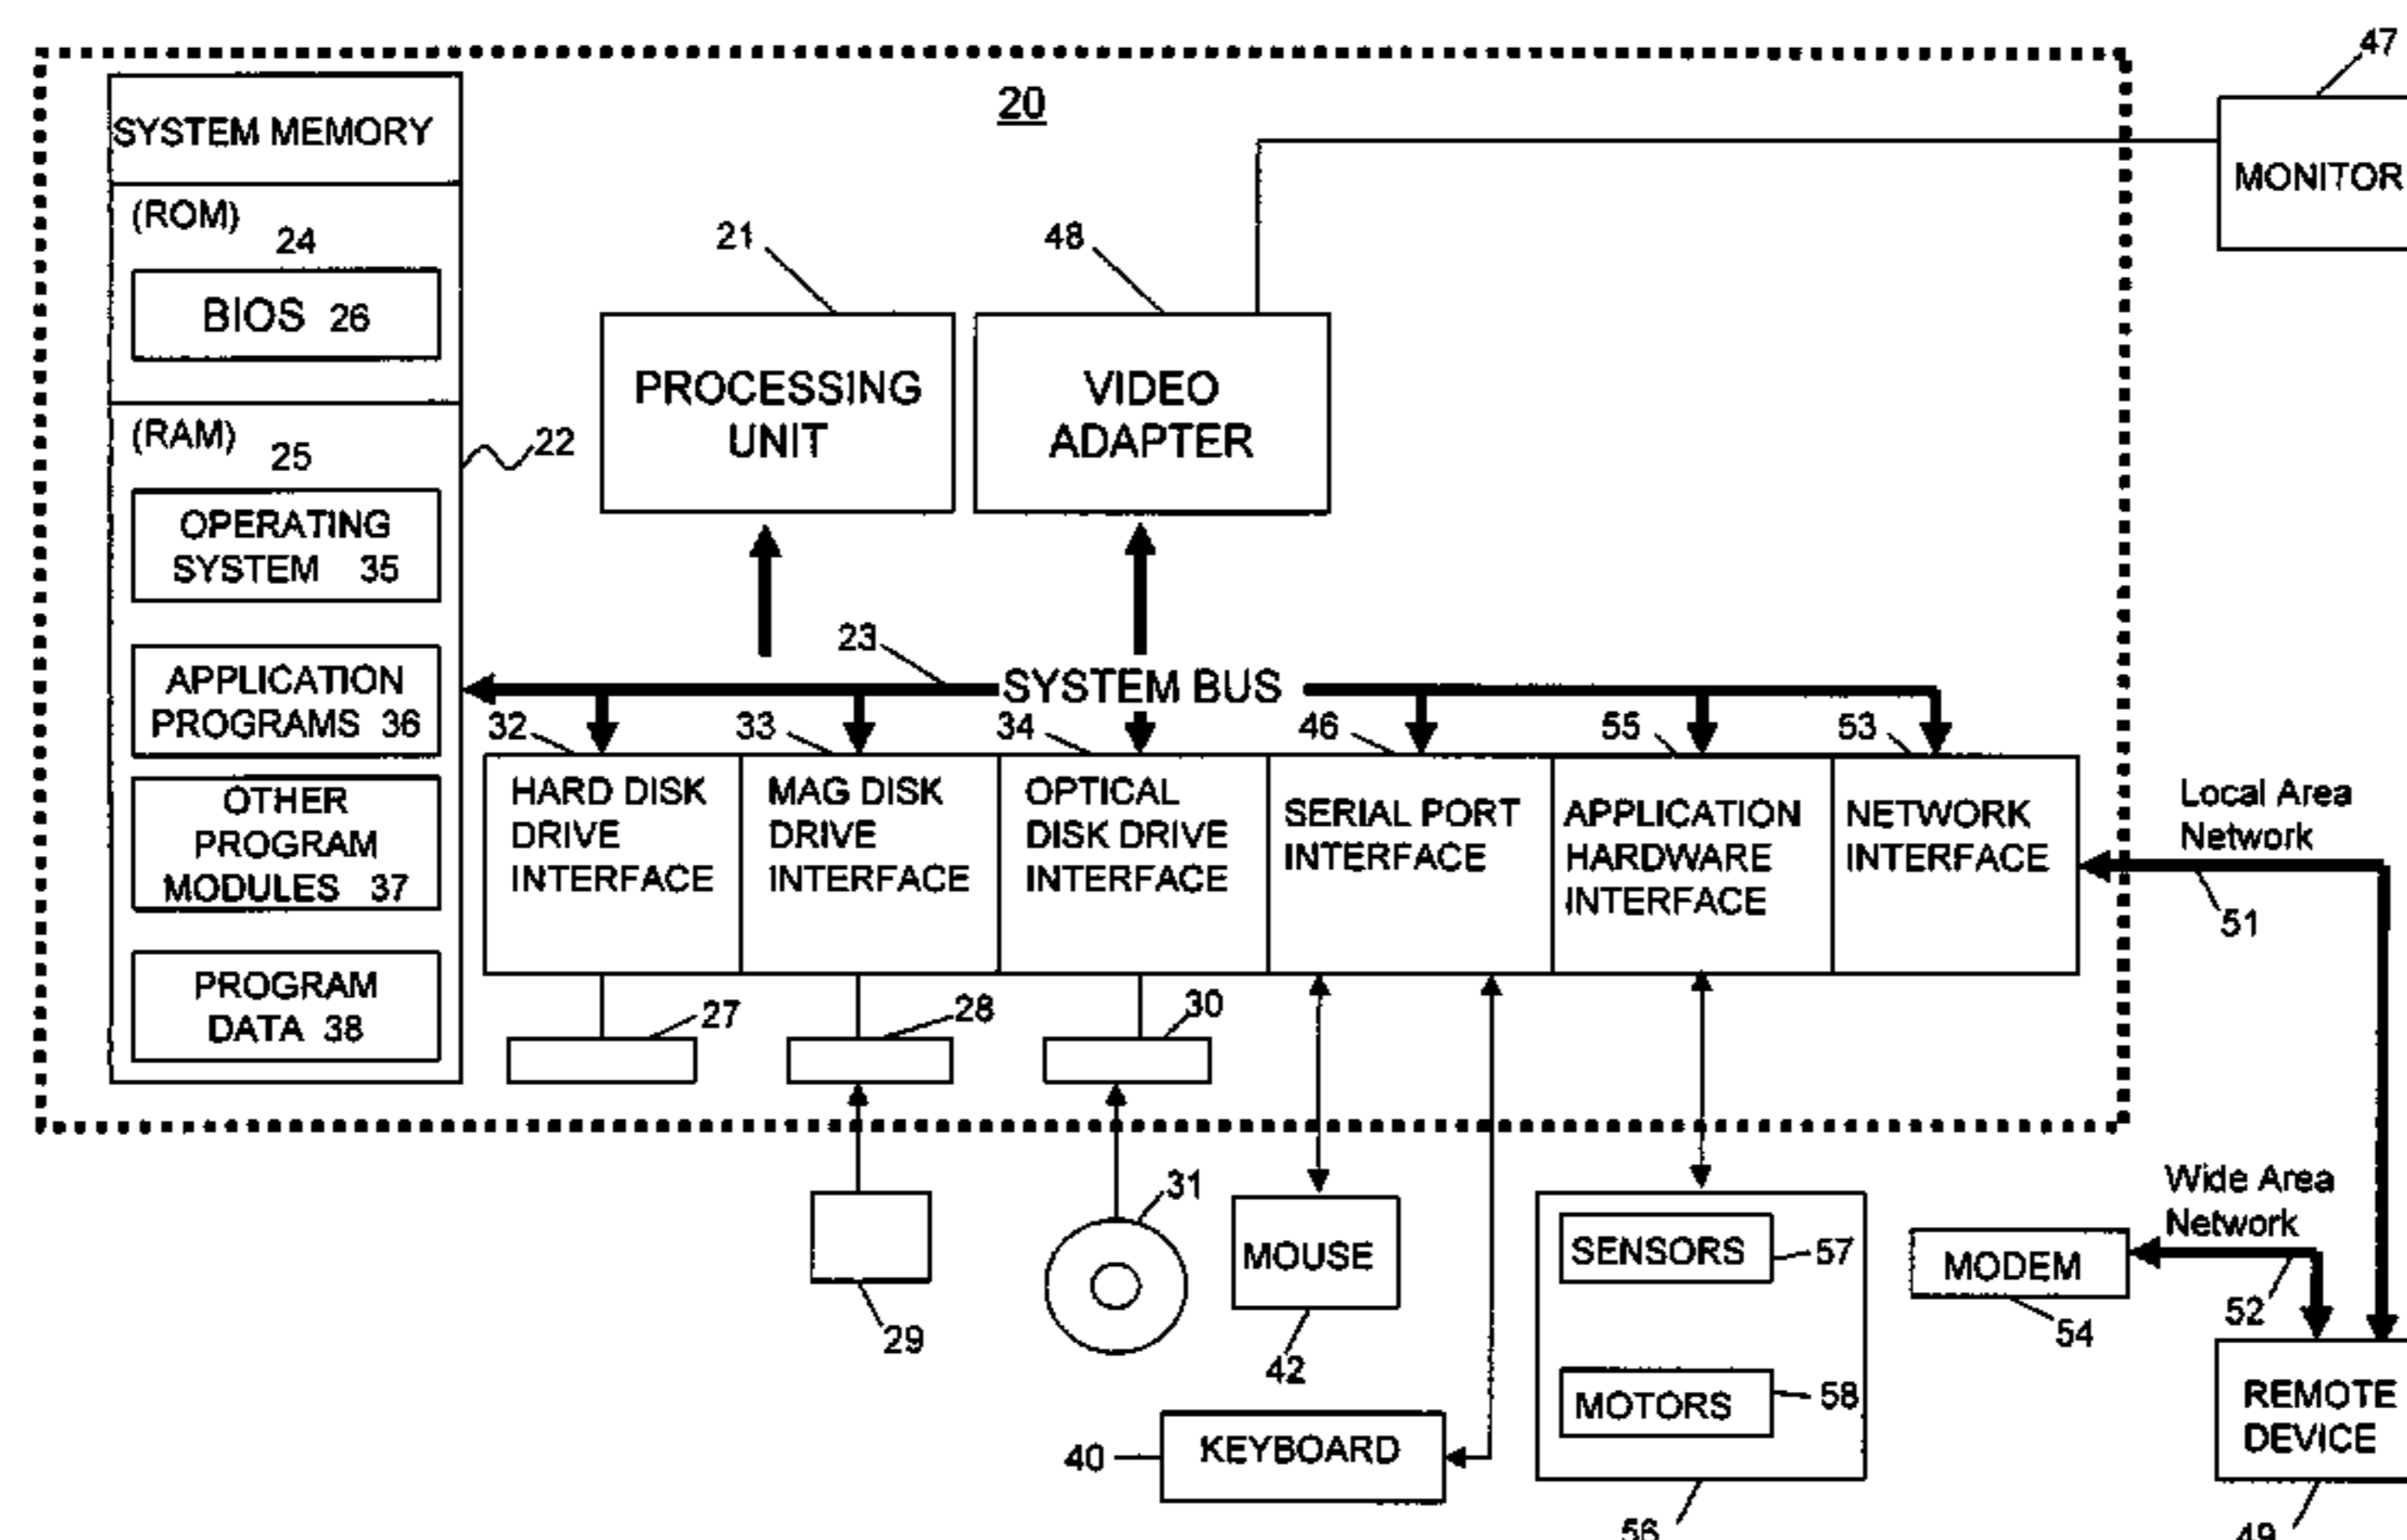 47
20
SYSTEM MEMORY
MONITOR
(ROM)
24
BIOS 26
21
48
PROCESSING
UNIT
VIDEO
ADAPTER
(RAM)
25
22
OPERATING
SYSTEM 35
23
SYSTEM BUS
APPLICATION
PROGRAMS 36
32
33
34
46
55
53
OTHER
PROGRAM
MODULES 37
HARD DISK
DRIVE
INTERFACE
MAG DISK
DRIVE
INTERFACE
OPTICAL
DISK DRIVE
INTERFACE
SERIAL PORT
INTERFACE
APPLICATION
HARDWARE
INTERFACE
NETWORK
INTERFACE
Local Area
Network
51
PROGRAM
DATA 38
27
28
30
31
29
MOUSE
42
SENSORS
57
MOTORS
58
Wide Area
Network
MODEM
54
52
40
KEYBOARD
REMOTE
DEVICE
56
49